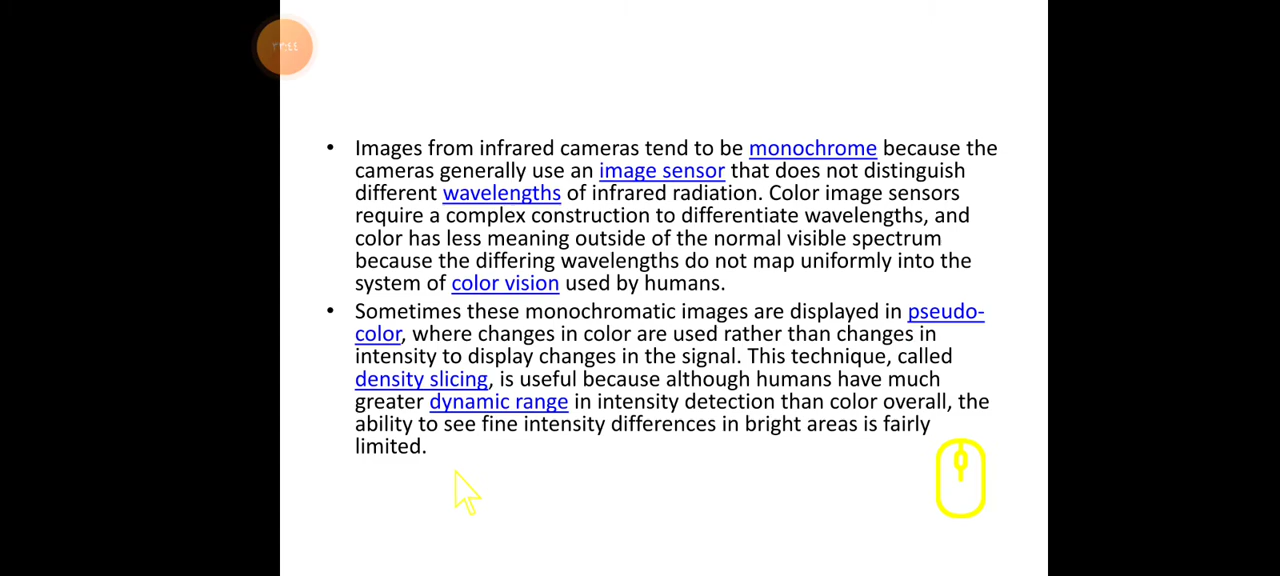 ٢٣:٤٤
• Images from infrared cameras tend to be monochrome because the
cameras generally use an image sensor that does not distinguish
different wavelengths of infrared radiation. Color image sensors
require a complex construction to differentiate wavelengths, and
color has less meaning outside of the normal visible spectrum
because the differing wavelengths do not map uniformly into the
system of color vision used by humans.
• Sometimes these monochromatic images are displayed in pseudo-
color, where changes in color are used rather than changes in
intensity to display changes in the signal. This technique, called
density slicing, is useful because although humans have much
greater dynamic range in intensity detection than color overall, the
ability to see fine intensity differences in bright areas is fairly
limited.